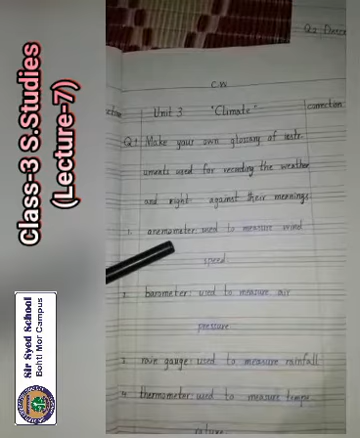 Class-3 S.Studies
(Lecture-7)
Sir Syed School
Bohti Mor Campus
C.W
Unit 3 "Climate"
correction
Q1 Make your own glossary of instr-
uments used for recording the weather
and right against their meanings
1. anemometer: used to measure wind
speed
2. barometer: used to measure air
pressure
3. rain gauge: used to measure rainfall
4. thermometer: used to measure tempe
rature.